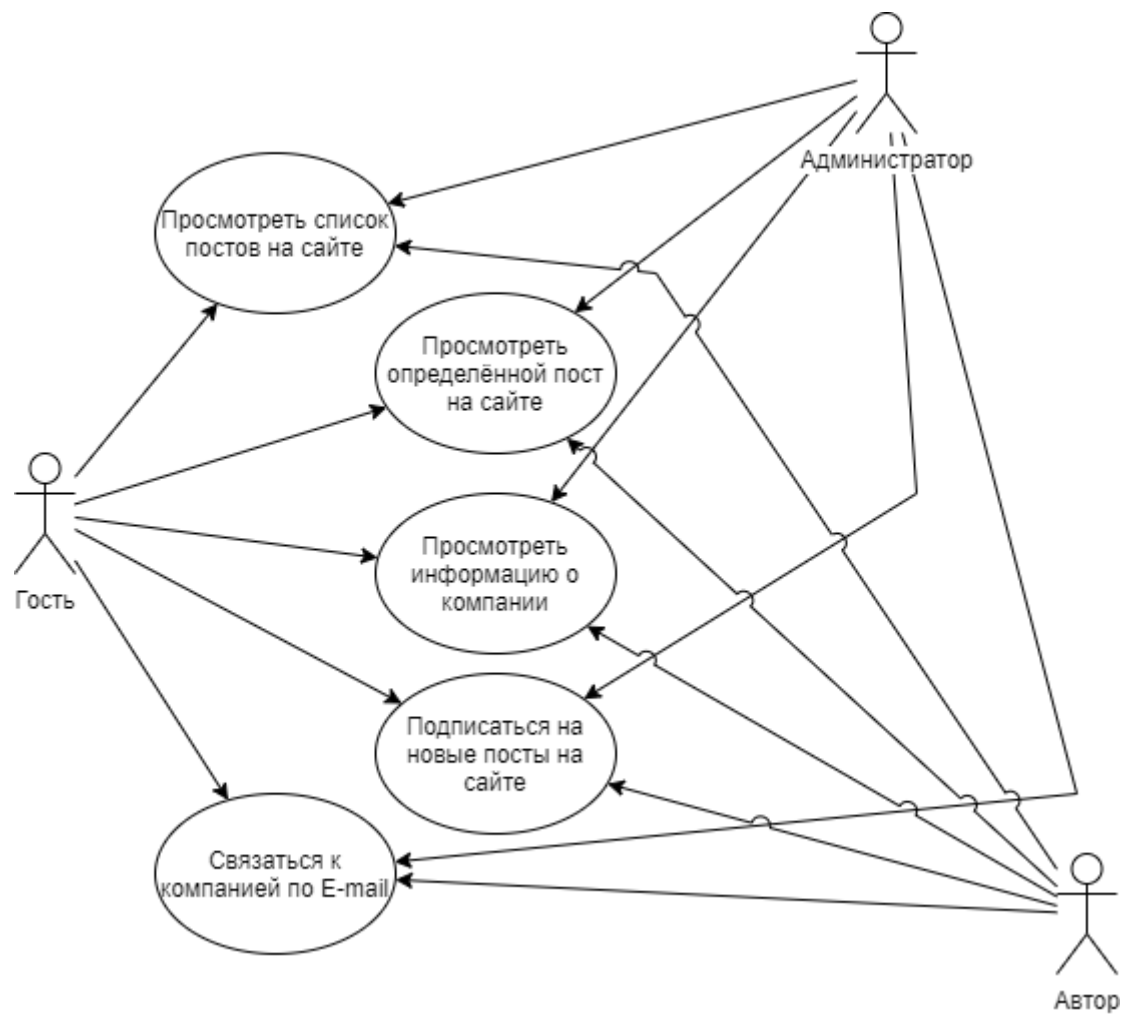 Администратор
Просмотреть список
постов на сайте
Просмотреть
определённой пост
на сайте
Просмотреть
информацию о
компании
Гость
Подписаться на
новые посты на
сайте
Связаться к
компанией по E-mail
Автор